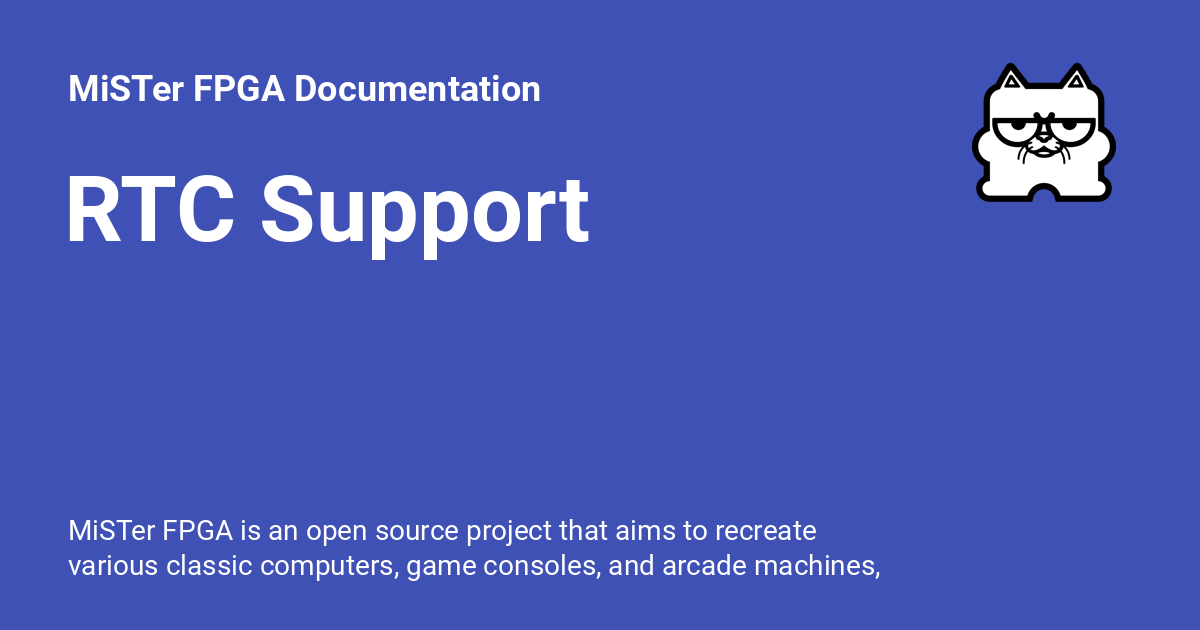 MiSTer FPGA Documentation
RTC Support
MiSTer FPGA is an open source project that aims to recreate
various classic computers, game consoles, and arcade machines,